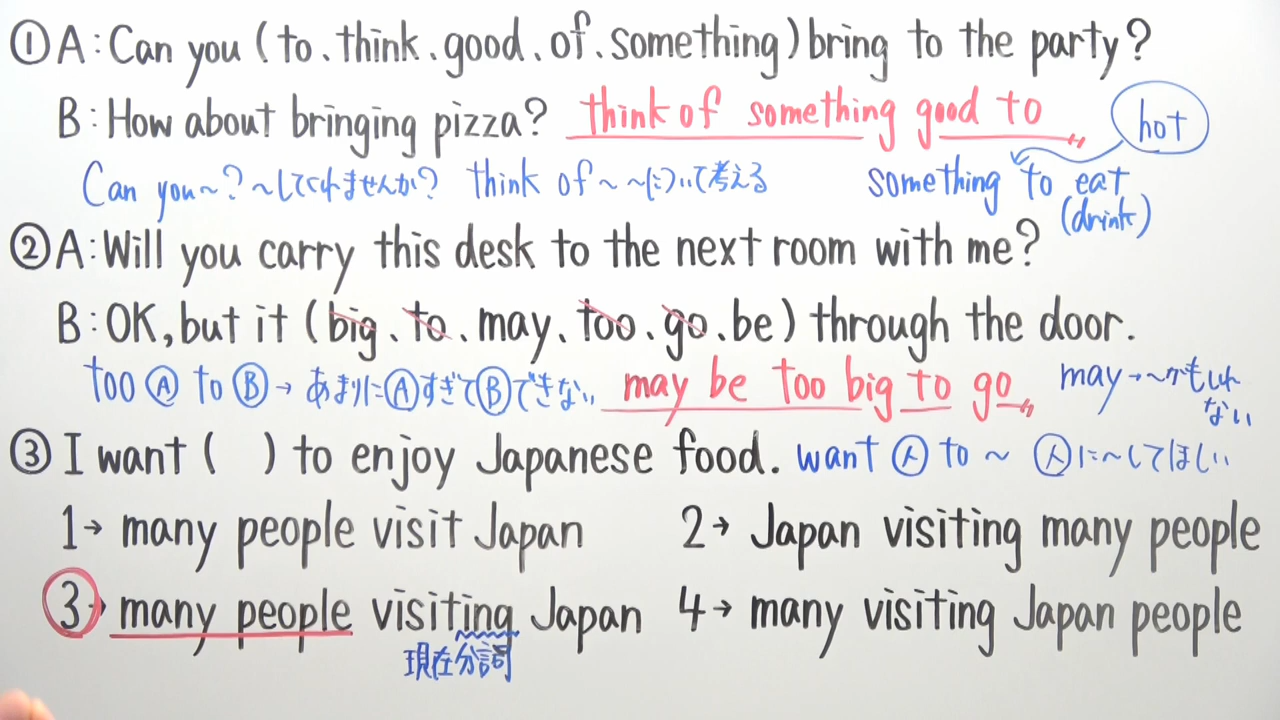 ①A:Can you (to.think.good.of.something) bring to the party?
B:How about bringing pizza? think of something good to
hot
Can you~?~してくれませんか? think of~ ~について考える something to eat
(drink)
②A:Will you carry this desk to the next room with me?
B:OK, but it (big.to.may.too.go.be) through the door.
too Ⓐ to Ⓑ→あまりにⒶすぎてⒷできない may be too big to go may→~かもしれ
ない
③I want ( ) to enjoy Japanese food. want 人 to ~ 人に~してほしい
1→ many people visit Japan 2→ Japan visiting many people
3→ many people visiting Japan 4→ many visiting Japan people
現在分詞